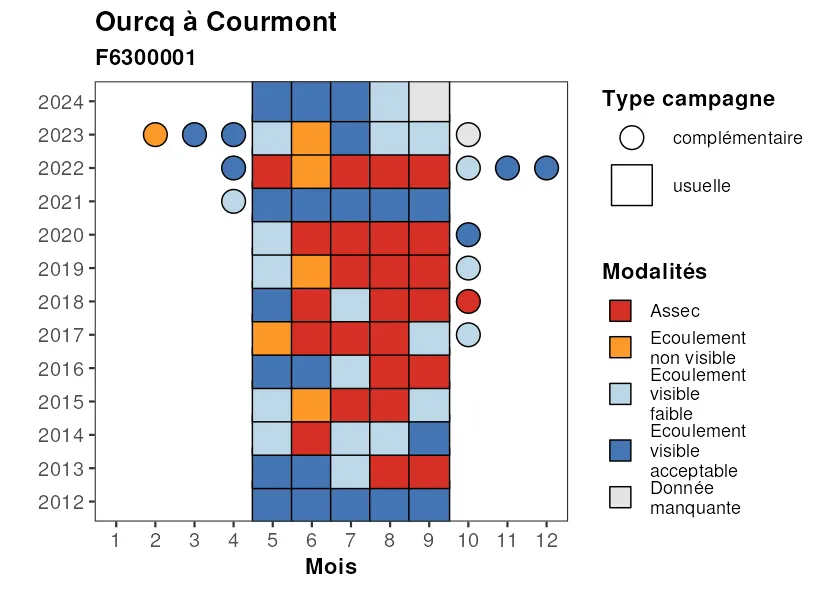 Ourcq à Courmont
F6300001
2024
2023
2022
2021
2020
2019
2018
2017
2016
2015
2014
2013
2012
1 2 3 4 5 6 7 8 9 10 11 12
Mois
Type campagne
complémentaire
usuelle
Modalités
Assec
Ecoulement
non visible
Ecoulement
visible
faible
Ecoulement
visible
acceptable
Donnée
manquante